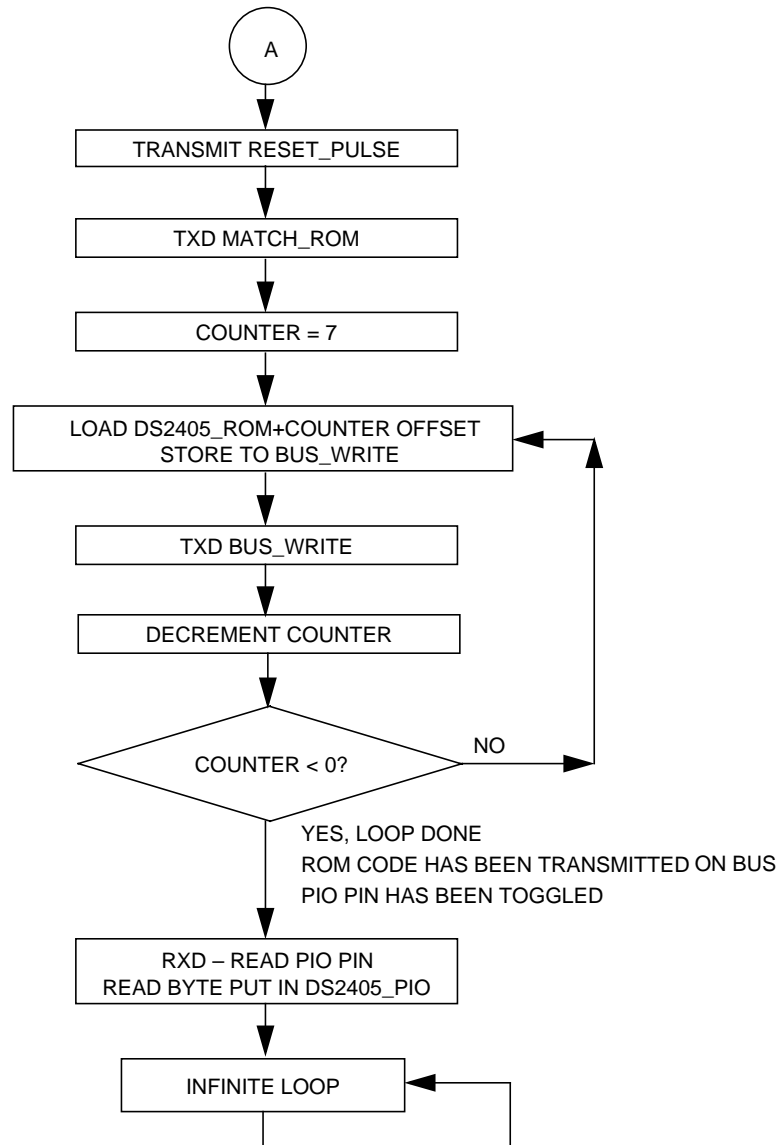 A
TRANSMIT RESET_PULSE
TXD MATCH_ROM
COUNTER = 7
LOAD DS2405_ROM+COUNTER OFFSET
STORE TO BUS_WRITE
TXD BUS_WRITE
DECREMENT COUNTER
COUNTER < 0?
NO
YES, LOOP DONE
ROM CODE HAS BEEN TRANSMITTED ON BUS
PIO PIN HAS BEEN TOGGLED
RXD – READ PIO PIN
READ BYTE PUT IN DS2405_PIO
INFINITE LOOP